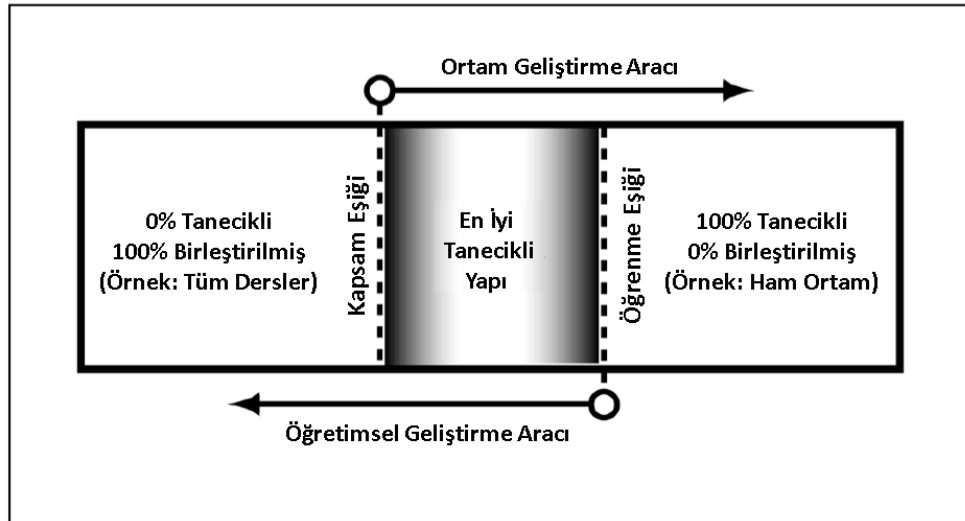 Ortam Geliştirme Aracı
0% Tanecikli
100% Birleştirilmiş
(Örnek: Tüm Dersler)
Kapsam Eşiği
En İyi
Tanecikli
Yapı
Öğrenme Eşiği
100% Tanecikli
0% Birleştirilmiş
(Örnek: Ham Ortam)
Öğretimsel Geliştirme Aracı